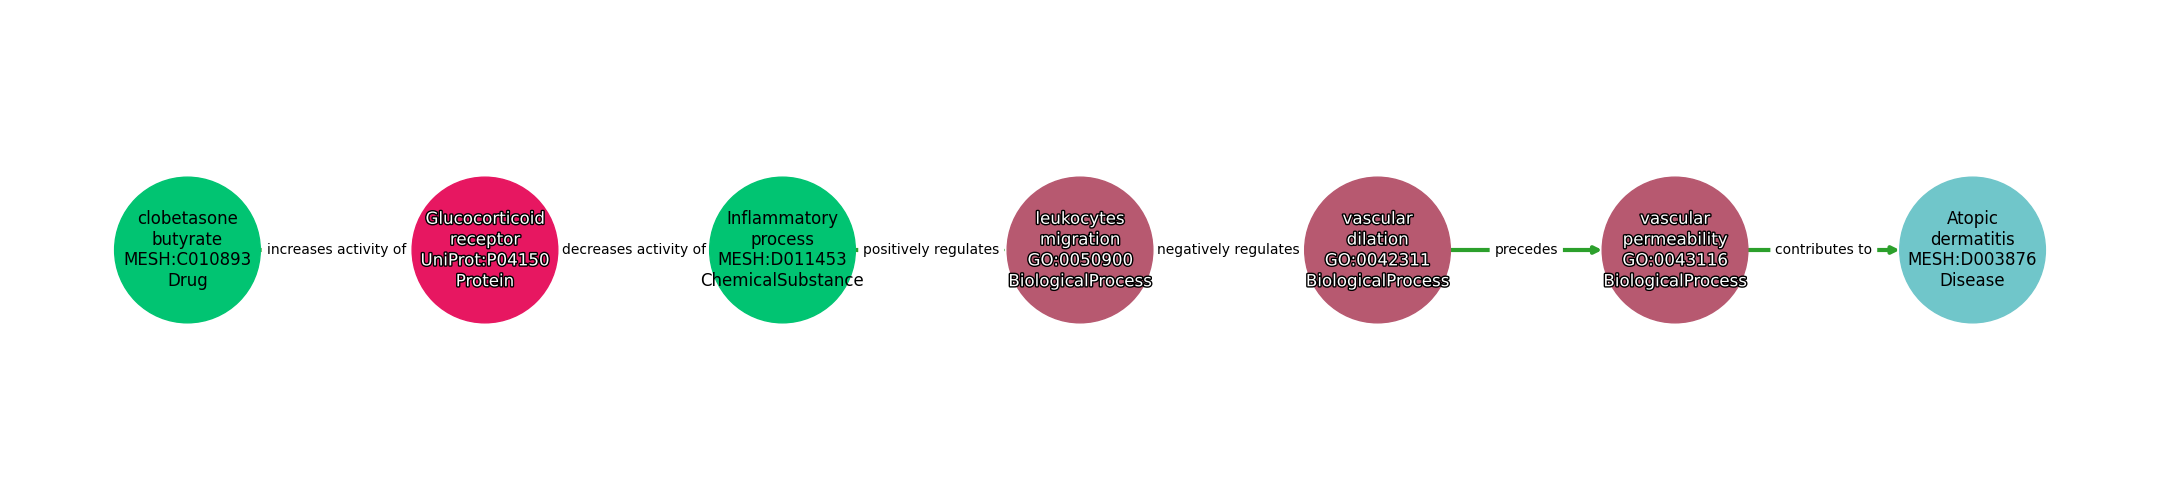 clobetasone
butyrate
MESH:C010893
Drug
increases activity of
Glucocorticoid
receptor
UniProt:P04150
Protein
decreases activity of
Inflammatory
process
MESH:D011453
ChemicalSubstance
positively regulates
leukocytes
migration
GO:0050900
BiologicalProcess
negatively regulates
vascular
dilation
GO:0042311
BiologicalProcess
precedes
vascular
permeability
GO:0043116
BiologicalProcess
contributes to
Atopic
dermatitis
MESH:D003876
Disease